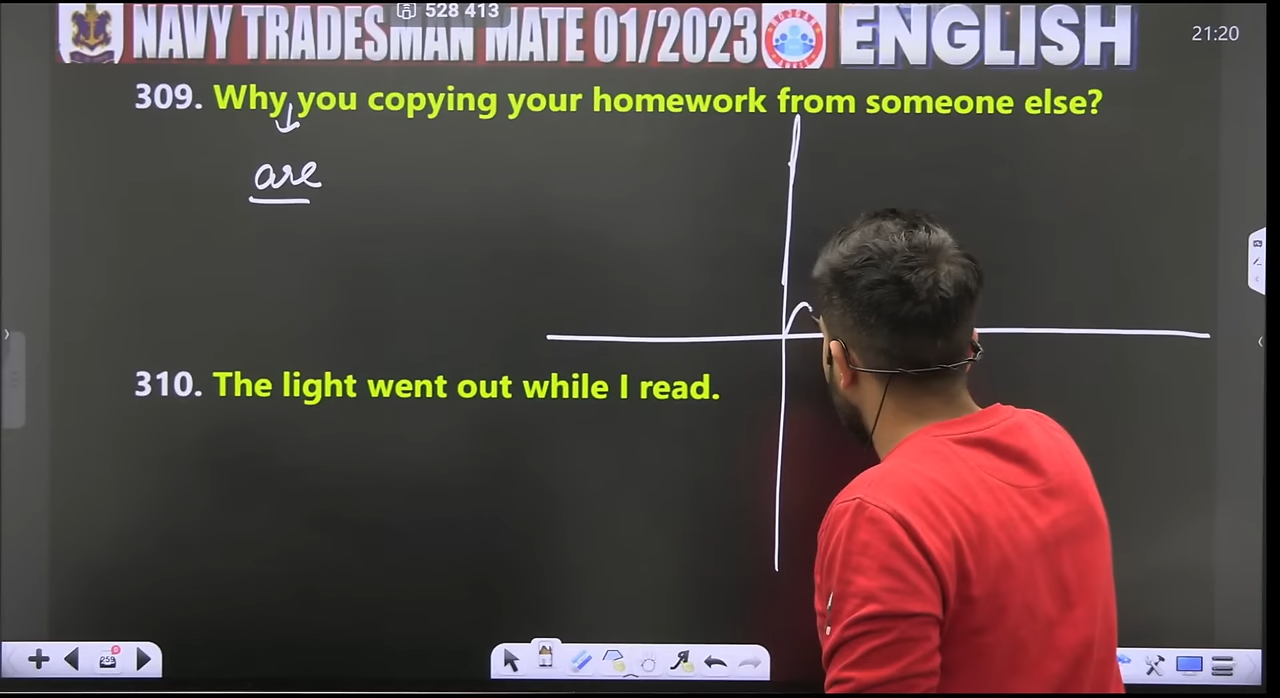 528 413
NAVY TRADESMAN MATE 01/2023 ENGLISH
21:20
309. Why you copying your homework from someone else?
are
310. The light went out while I read.
259